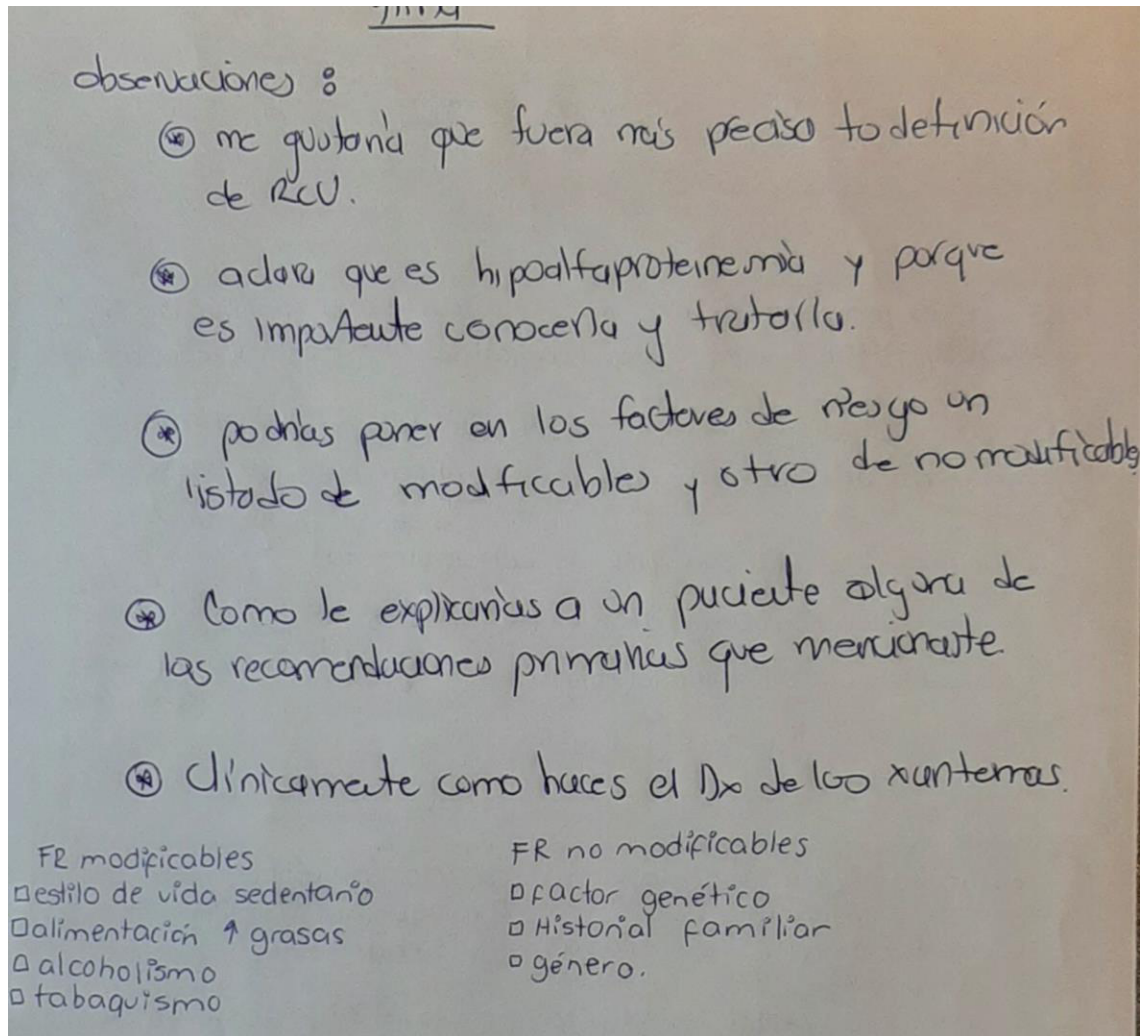 observaciones :
me gustaría que fuera más preciso tu definición
de RCV.
aclara que es hipoalfaproteinemia y porque
es importante conocerla y tratarla.
podrías poner en los factores de riesgo un
listado de modificables y otro de no modificables
Como le explicarías a un paciente alguna de
las recomendaciones primarias que mencionaste.
Clínicamente como haces el Dx de los xantomas.
FR modificables
□ estilo de vida sedentario
□ alimentación ↑ grasas
□ alcoholismo
□ tabaquismo
FR no modificables
□ factor genético
□ Historial familiar
□ género.